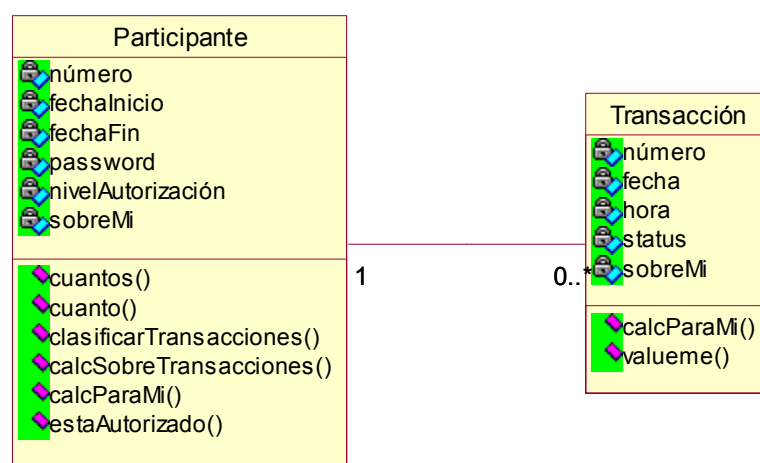 Participante
número
fechaInicio
fechaFin
password
nivelAutorización
sobreMi
cuantos()
cuanto()
clasificarTransacciones()
calcSobreTransacciones()
calcParaMi()
estaAutorizado()
1
0..*
Transacción
número
fecha
hora
status
sobreMi
calcParaMi()
valueme()